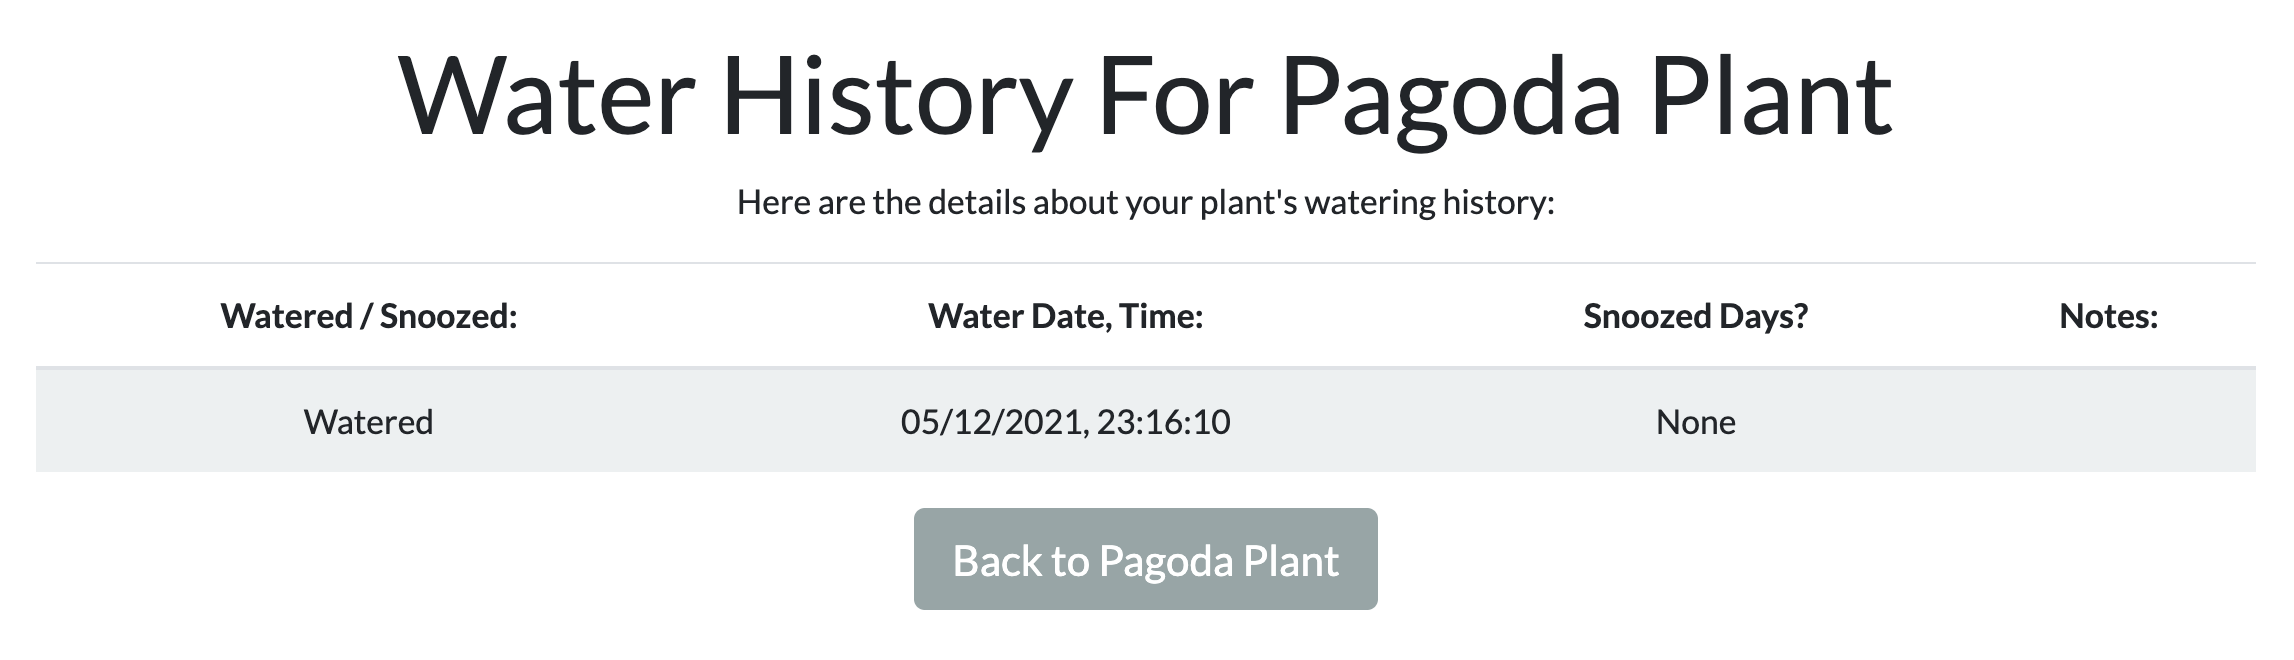 Water History For Pagoda Plant
Here are the details about your plant's watering history:
Watered / Snoozed: Water Date, Time: Snoozed Days? Notes:
Watered 05/12/2021, 23:16:10 None
Back to Pagoda Plant